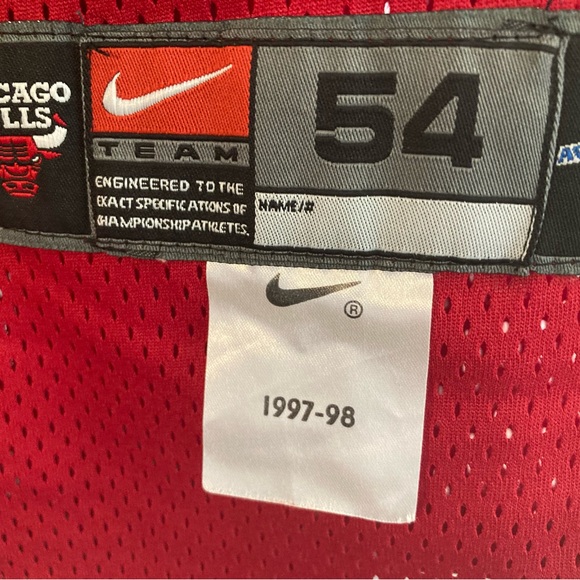 CAGO
LLS
TEAM
54
ENGINEERED TO THE
EXACT SPECIFICATIONS OF
CHAMPIONSHIP ATHLETES.
NAME/#
®
1997-98